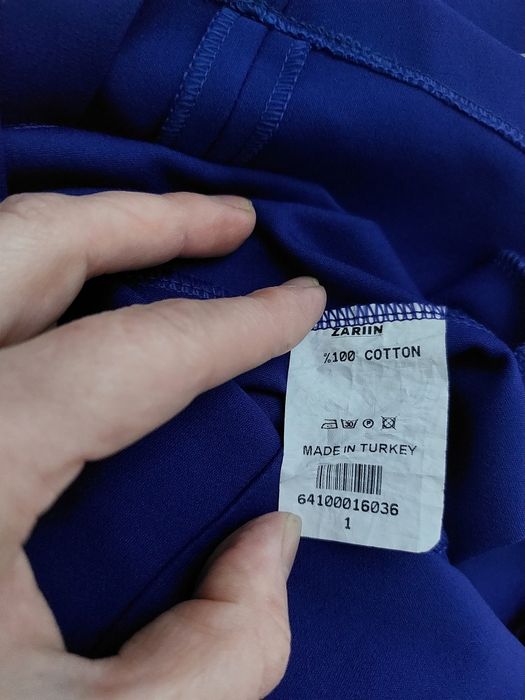 ZARIIN
%100 COTTON
MADE IN TURKEY
64100016036
1